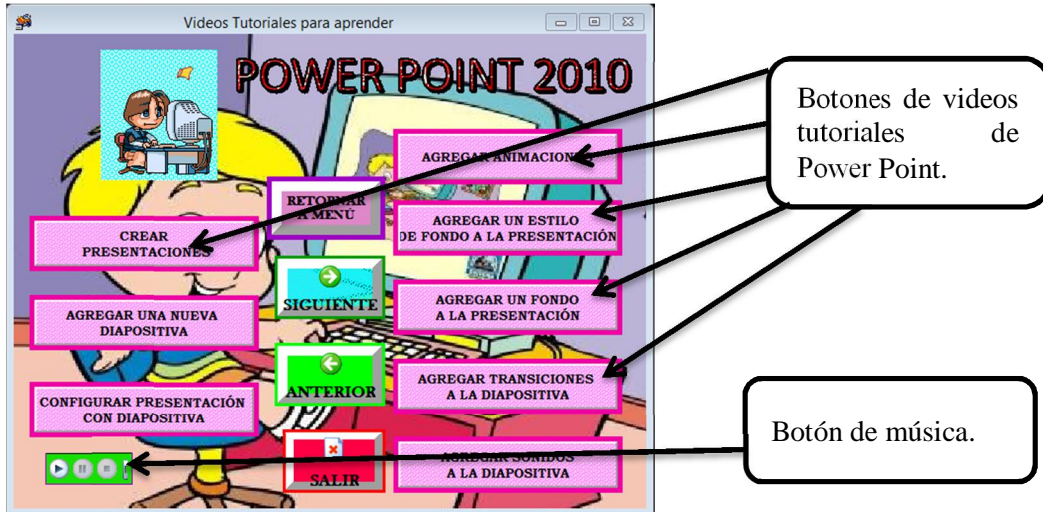 Videos Tutoriales para aprender
POWER POINT 2010
CREAR
PRESENTACIONES
AGREGAR UNA NUEVA
DIAPOSITIVA
CONFIGURAR PRESENTACIÓN
CON DIAPOSITIVA
RETORNAR
A MENÚ
SIGUIENTE
ANTERIOR
SALIR
AGREGAR ANIMACIONES
AGREGAR UN ESTILO
DE FONDO A LA PRESENTACIÓN
AGREGAR UN FONDO
A LA PRESENTACIÓN
AGREGAR TRANSICIONES
A LA DIAPOSITIVA
AGREGAR SONIDOS
A LA DIAPOSITIVA
Botones de videos
tutoriales de
Power Point.
Botón de música.